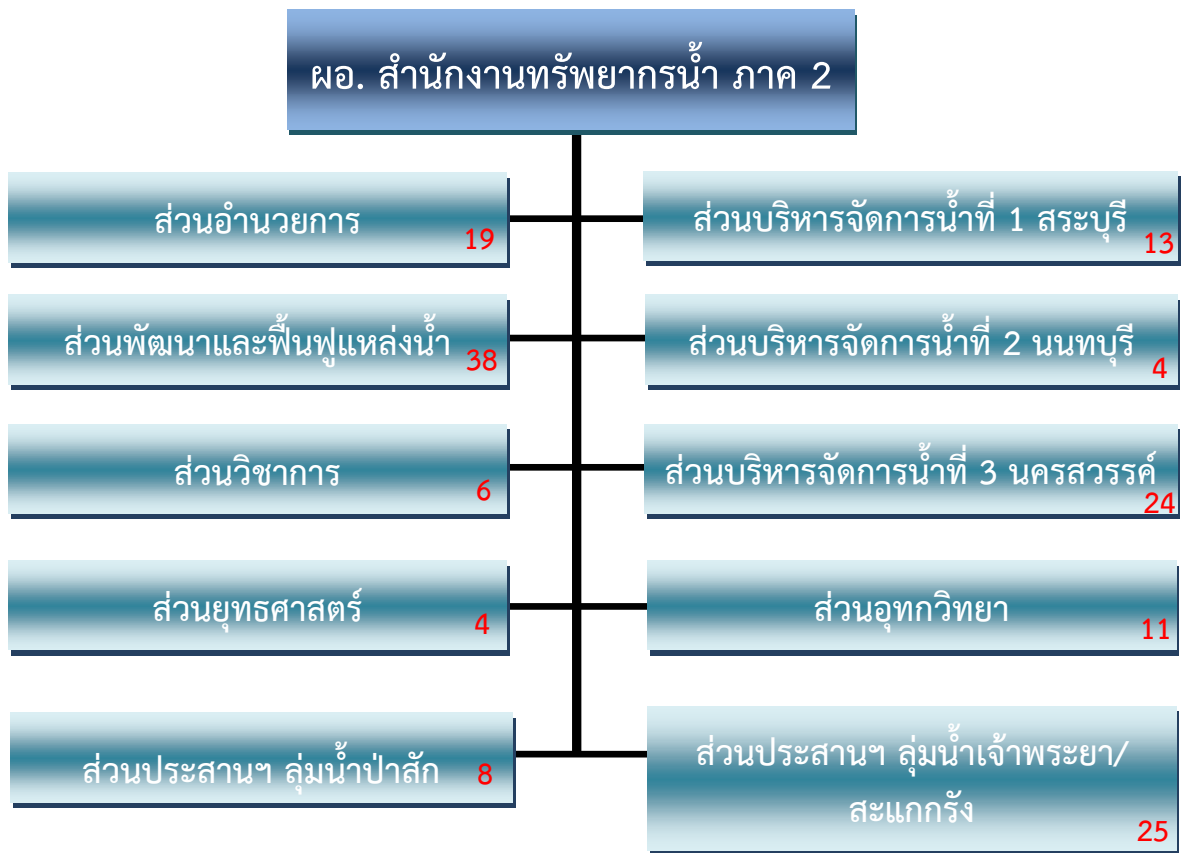 ผอ. สำนักงานทรัพยากรน้ำ ภาค 2
ส่วนอำนวยการ
19
ส่วนบริหารจัดการน้ำที่ 1 สระบุรี
13
ส่วนพัฒนาและฟื้นฟูแหล่งน้ำ
38
ส่วนบริหารจัดการน้ำที่ 2 นนทบุรี
4
ส่วนวิชาการ
6
ส่วนบริหารจัดการน้ำที่ 3 นครสวรรค์
24
ส่วนยุทธศาสตร์
4
ส่วนอุทกวิทยา
11
ส่วนประสานฯ ลุ่มน้ำป่าสัก
8
ส่วนประสานฯ ลุ่มน้ำเจ้าพระยา/
สะแกกรัง
25